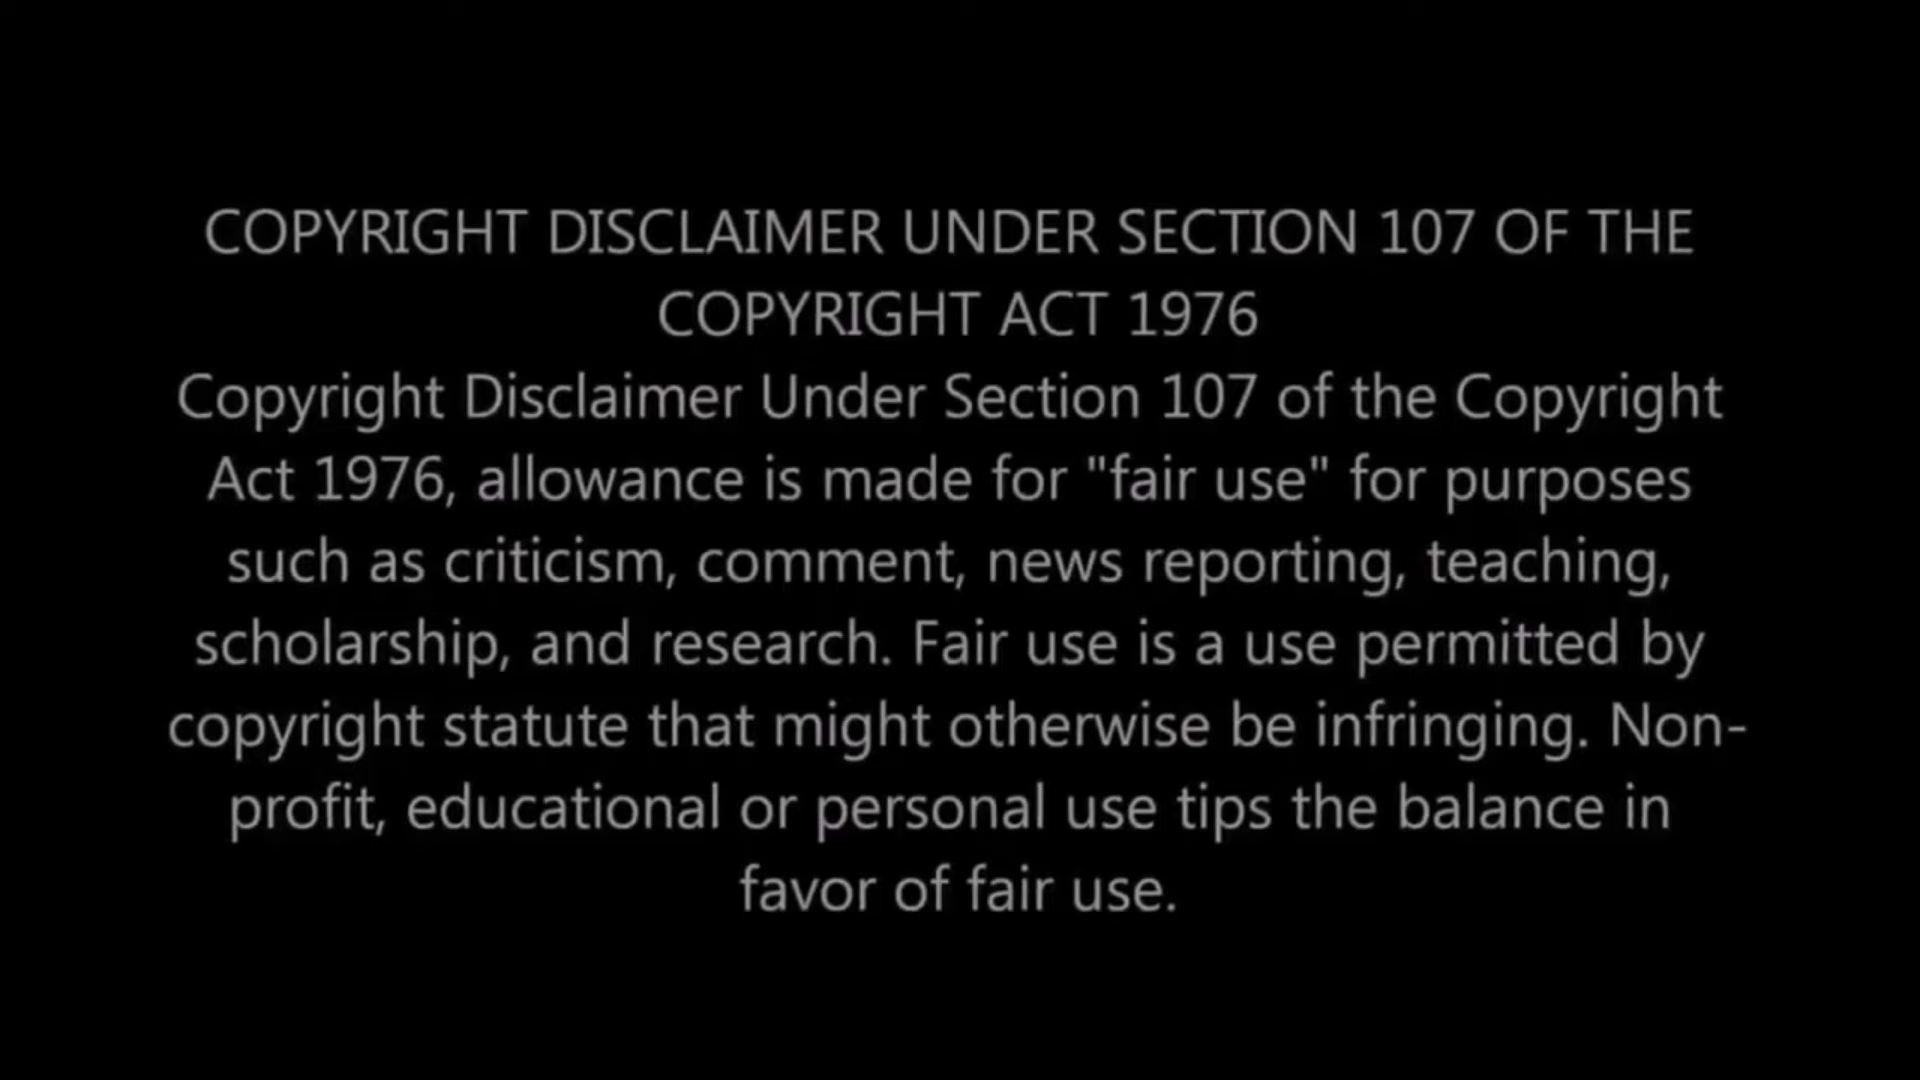 COPYRIGHT DISCLAIMER UNDER SECTION 107 OF THE
COPYRIGHT ACT 1976
Copyright Disclaimer Under Section 107 of the Copyright
Act 1976, allowance is made for "fair use" for purposes
such as criticism, comment, news reporting, teaching,
scholarship, and research. Fair use is a use permitted by
copyright statute that might otherwise be infringing. Non-
profit, educational or personal use tips the balance in
favor of fair use.